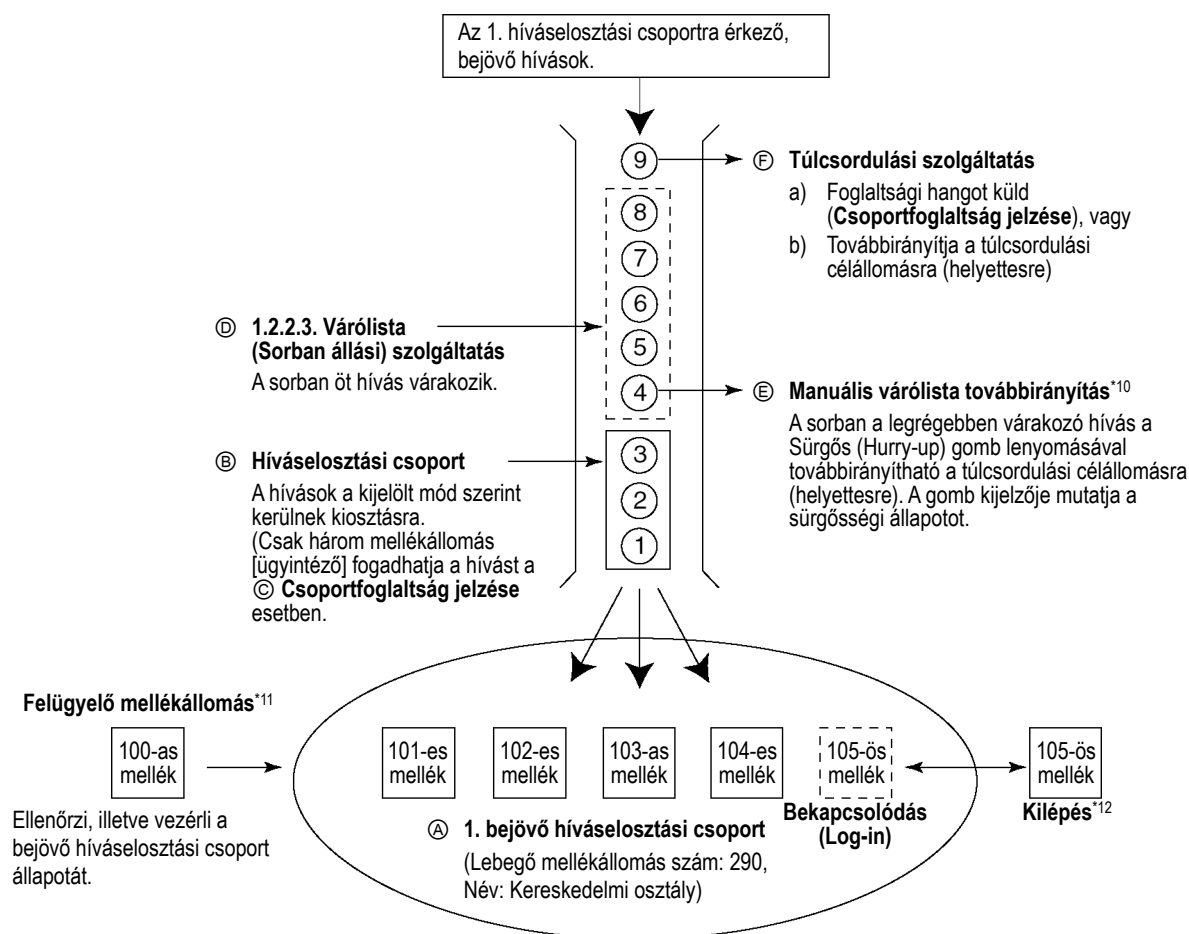 Az 1. híváselosztási csoportra érkező,
bejövő hívások.
9
Ⓕ Túlcsordulási szolgáltatás
a) Foglaltsági hangot küld
(Csoportfoglaltság jelzése), vagy
b) Továbbirányítja a túlcsordulási
célállomásra (helyettesre)
8
7
6
5
4
Ⓓ 1.2.2.3. Várólista
(Sorban állási) szolgáltatás
A sorban öt hívás várakozik.
Ⓔ Manuális várólista továbbirányítás*10
A sorban a legrégebben várakozó hívás a
Sürgős (Hurry-up) gomb lenyomásával
továbbirányítható a túlcsordulási célállomásra
(helyettesre). A gomb kijelzője mutatja a
sürgősségi állapotot.
3
2
1
Ⓑ Híváselosztási csoport
A hívások a kijelölt mód szerint
kerülnek kiosztásra.
(Csak három mellékállomás
[ügyintéző] fogadhatja a hívást a
Ⓒ Csoportfoglaltság jelzése
esetben.
Felügyelő mellékállomás*11
100-as
mellék
Ellenőrzi, illetve vezérli a
bejövő híváselosztási csoport
állapotát.
101-es
mellék
102-es
mellék
103-as
mellék
104-es
mellék
105-ös
mellék
Bekapcsolódás
(Log-in)
105-ös
mellék
Kilépés*12
Ⓐ 1. bejövő híváselosztási csoport
(Lebegő mellékállomás szám: 290,
Név: Kereskedelmi osztály)